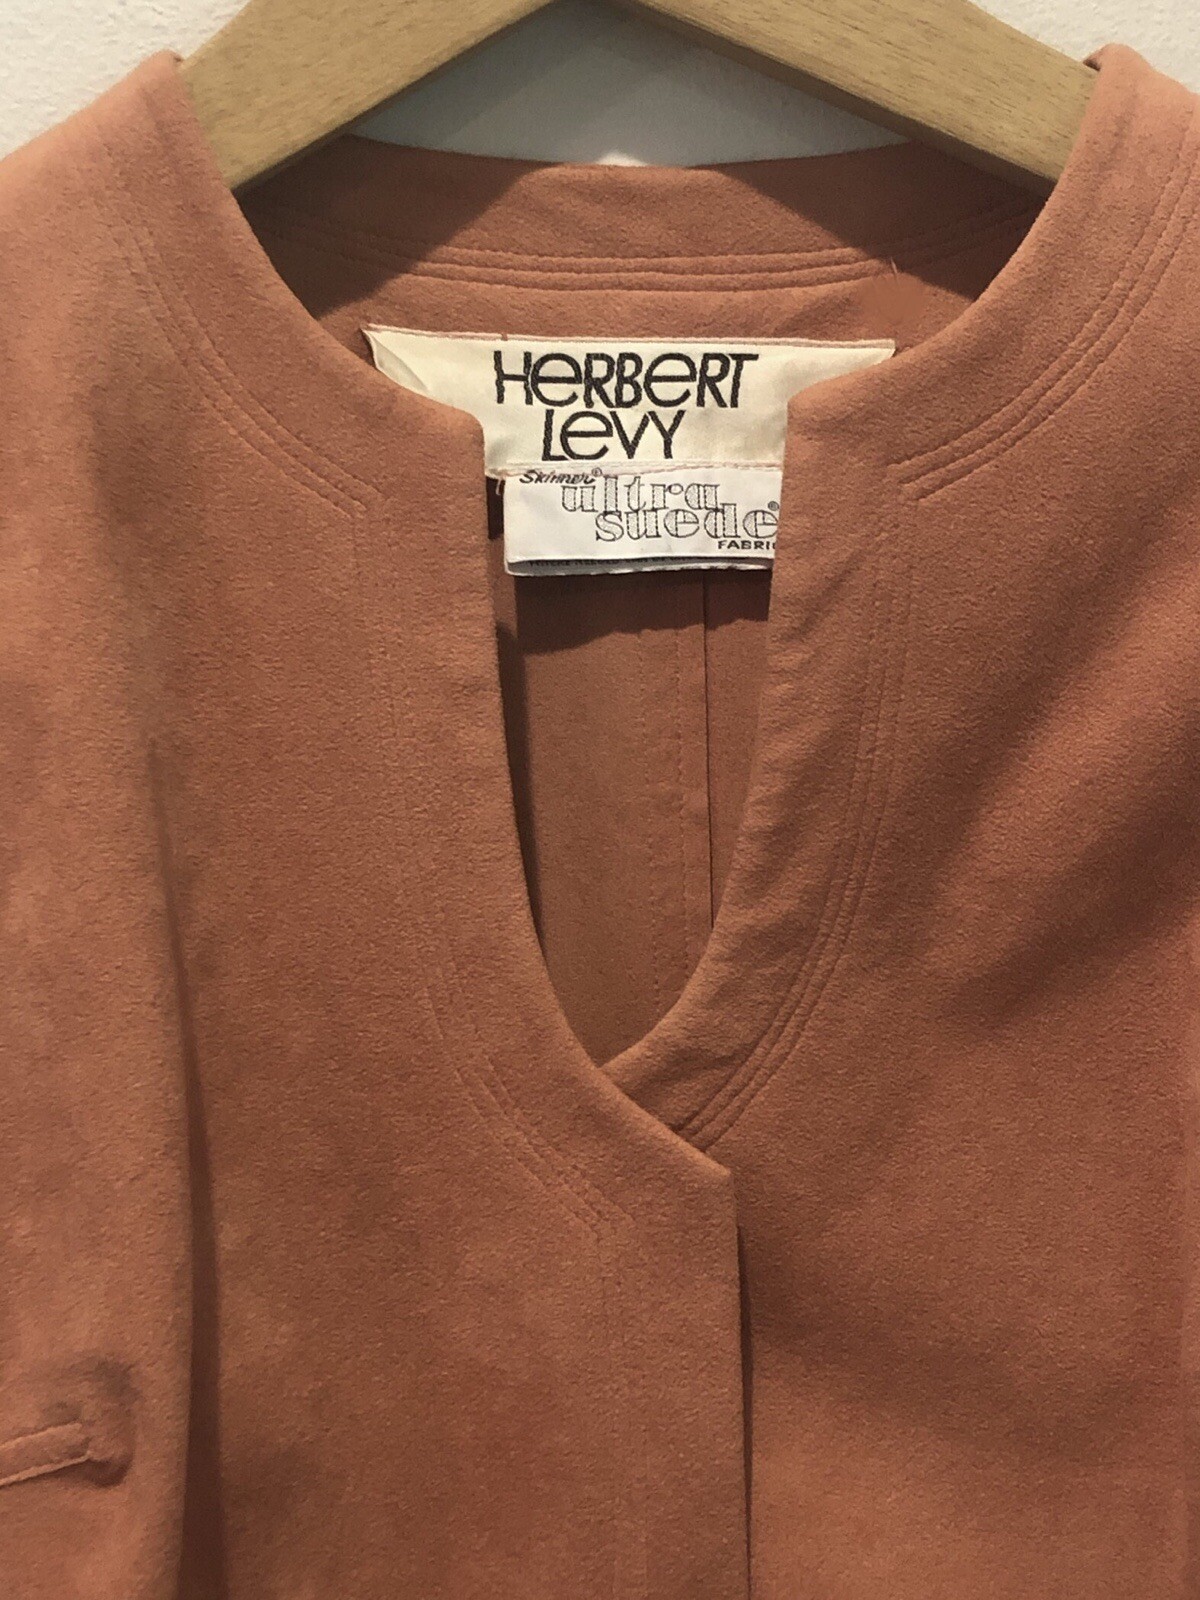 HERBERT
LEVY
Skinner®
ultra
suede®
FABRIC